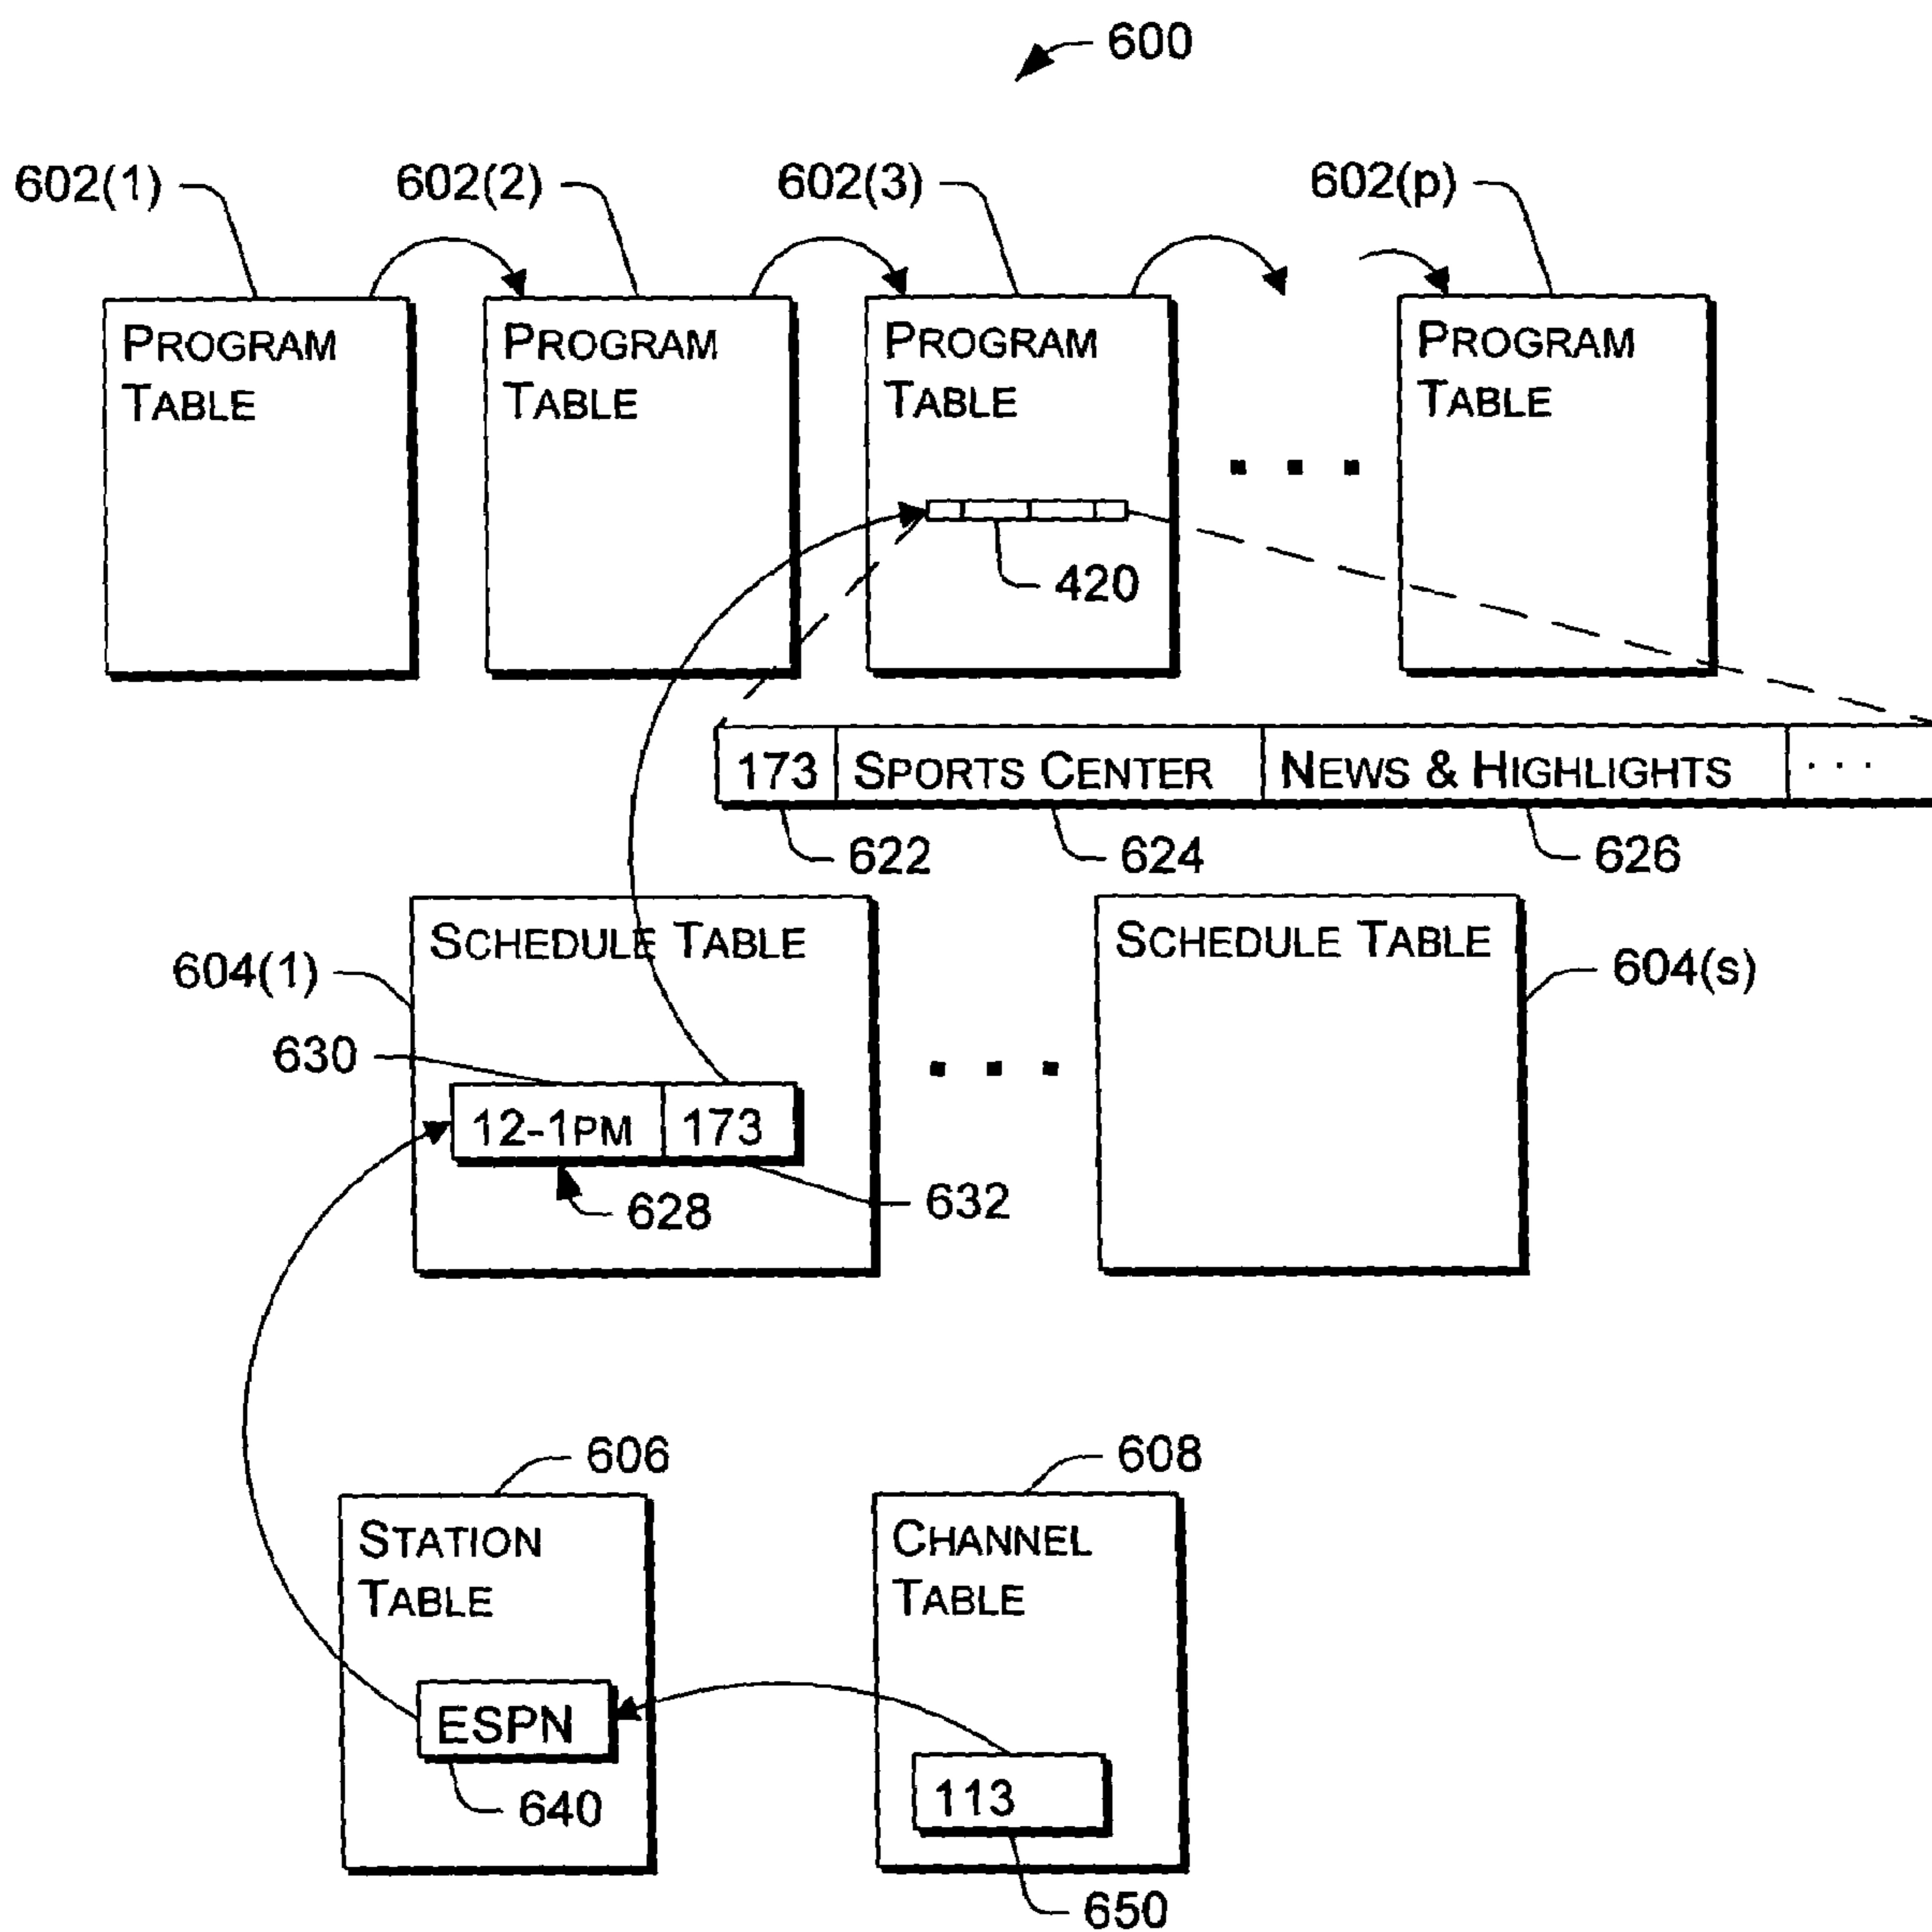 600
602(1)
602(2)
602(3)
602(p)
PROGRAM
TABLE
PROGRAM
TABLE
PROGRAM
TABLE
PROGRAM
TABLE
. . .
420
173
SPORTS CENTER
NEWS & HIGHLIGHTS
. . .
622
624
626
SCHEDULE TABLE
SCHEDULE TABLE
604(1)
604(s)
630
. . .
12-1PM
173
628
632
606
608
STATION
TABLE
CHANNEL
TABLE
ESPN
113
640
650